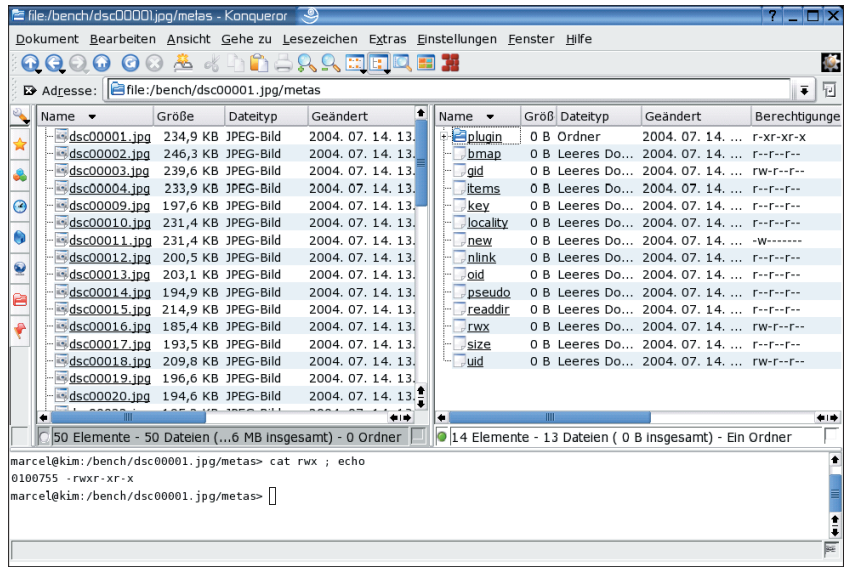 file:/bench/dsc00001.jpg/metas - Konqueror
Dokument Bearbeiten Ansicht Gehe zu Lesezeichen Extras Einstellungen Fenster Hilfe
Adresse: file:/bench/dsc00001.jpg/metas
Name Größe Dateityp Geändert
dsc00001.jpg 234,9 KB JPEG-Bild 2004. 07. 14. 13.
dsc00002.jpg 246,3 KB JPEG-Bild 2004. 07. 14. 13.
dsc00003.jpg 239,6 KB JPEG-Bild 2004. 07. 14. 13.
dsc00004.jpg 233,9 KB JPEG-Bild 2004. 07. 14. 13.
dsc00009.jpg 197,6 KB JPEG-Bild 2004. 07. 14. 13.
dsc00010.jpg 231,4 KB JPEG-Bild 2004. 07. 14. 13.
dsc00011.jpg 231,4 KB JPEG-Bild 2004. 07. 14. 13.
dsc00012.jpg 200,5 KB JPEG-Bild 2004. 07. 14. 13.
dsc00013.jpg 203,1 KB JPEG-Bild 2004. 07. 14. 13.
dsc00014.jpg 194,9 KB JPEG-Bild 2004. 07. 14. 13.
dsc00015.jpg 214,9 KB JPEG-Bild 2004. 07. 14. 13.
dsc00016.jpg 185,4 KB JPEG-Bild 2004. 07. 14. 13.
dsc00017.jpg 193,5 KB JPEG-Bild 2004. 07. 14. 13.
dsc00018.jpg 209,8 KB JPEG-Bild 2004. 07. 14. 13.
dsc00019.jpg 196,6 KB JPEG-Bild 2004. 07. 14. 13.
dsc00020.jpg 194,6 KB JPEG-Bild 2004. 07. 14. 13.
50 Elemente - 50 Dateien (...6 MB insgesamt) - 0 Ordner
Name Größ Dateityp Geändert Berechtigunge
plugin 0 B Ordner 2004. 07. 14. ... r-xr-xr-x
bmap 0 B Leeres Do... 2004. 07. 14. ... r--r--r--
gid 0 B Leeres Do... 2004. 07. 14. ... rw-r--r--
items 0 B Leeres Do... 2004. 07. 14. ... r--r--r--
key 0 B Leeres Do... 2004. 07. 14. ... r--r--r--
locality 0 B Leeres Do... 2004. 07. 14. ... r--r--r--
new 0 B Leeres Do... 2004. 07. 14. ... -w-------
nlink 0 B Leeres Do... 2004. 07. 14. ... r--r--r--
oid 0 B Leeres Do... 2004. 07. 14. ... r--r--r--
pseudo 0 B Leeres Do... 2004. 07. 14. ... r--r--r--
readdir 0 B Leeres Do... 2004. 07. 14. ... r--r--r--
rwx 0 B Leeres Do... 2004. 07. 14. ... rw-r--r--
size 0 B Leeres Do... 2004. 07. 14. ... r--r--r--
uid 0 B Leeres Do... 2004. 07. 14. ... rw-r--r--
14 Elemente - 13 Dateien ( 0 B insgesamt) - Ein Ordner
marcel@kim:/bench/dsc00001.jpg/metas> cat rwx ; echo
0100755 -rwxr-xr-x
marcel@kim:/bench/dsc00001.jpg/metas>